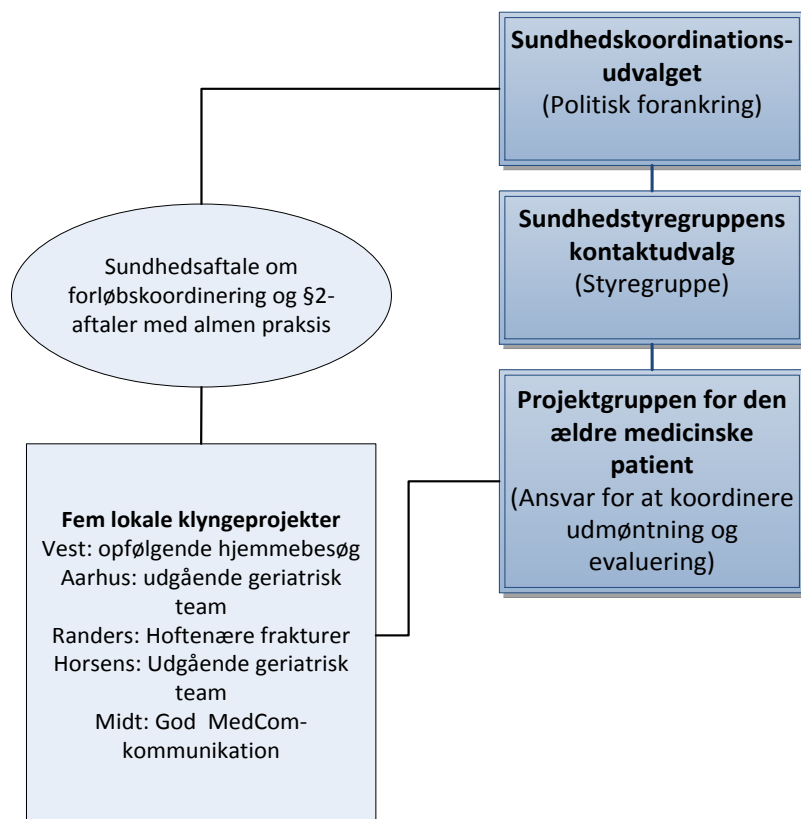 Sundhedskoordinations-
udvalget
(Politisk forankring)
Sundhedstyregruppens
kontaktudvalg
(Styregruppe)
Projektgruppen for den
ældre medicinske
patient
(Ansvar for at koordinere
udmøntning og
evaluering)
Sundhedsaftale om
forløbskoordinering og §2-
aftaler med almen praksis
Fem lokale klyngeprojekter
Vest: opfølgende hjemmebesøg
Aarhus: udgående geriatrisk
team
Randers: Hoftenære frakturer
Horsens: Udgående geriatrisk
team
Midt: God MedCom-
kommunikation